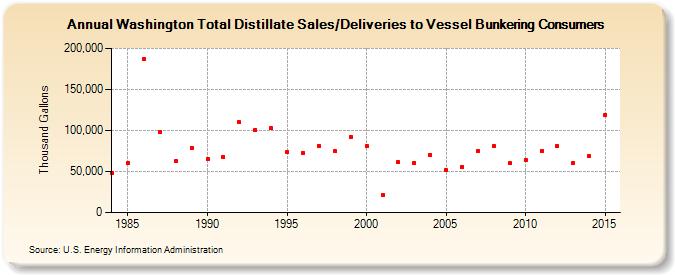 Annual Washington Total Distillate Sales/Deliveries to Vessel Bunkering Consumers
Thousand Gallons
200,000
150,000
100,000
50,000
0
1985 1990 1995 2000 2005 2010 2015
Source: U.S. Energy Information Administration